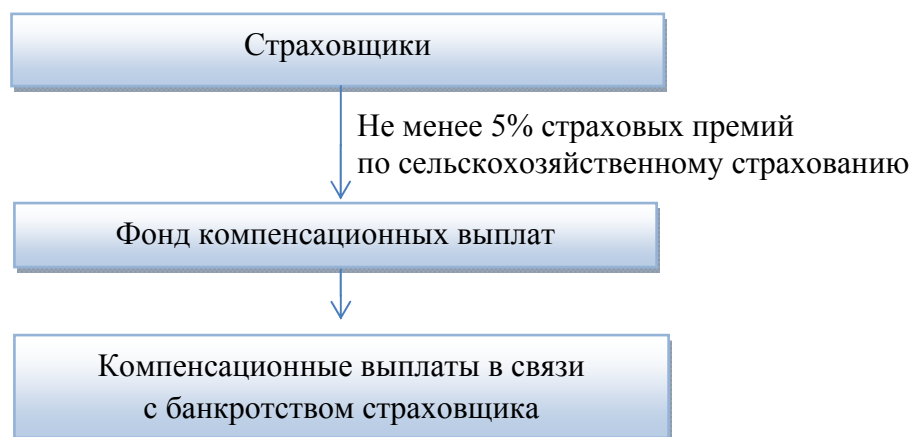 Страховщики
Не менее 5% страховых премий
по сельскохозяйственному страхованию
Фонд компенсационных выплат
Компенсационные выплаты в связи
с банкротством страховщика